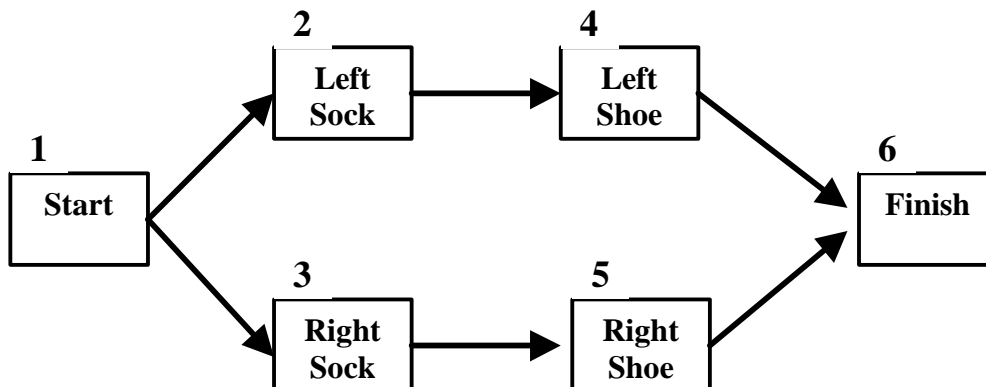 2
4
Left
Sock
Left
Shoe
1
6
Start
Finish
3
5
Right
Sock
Right
Shoe